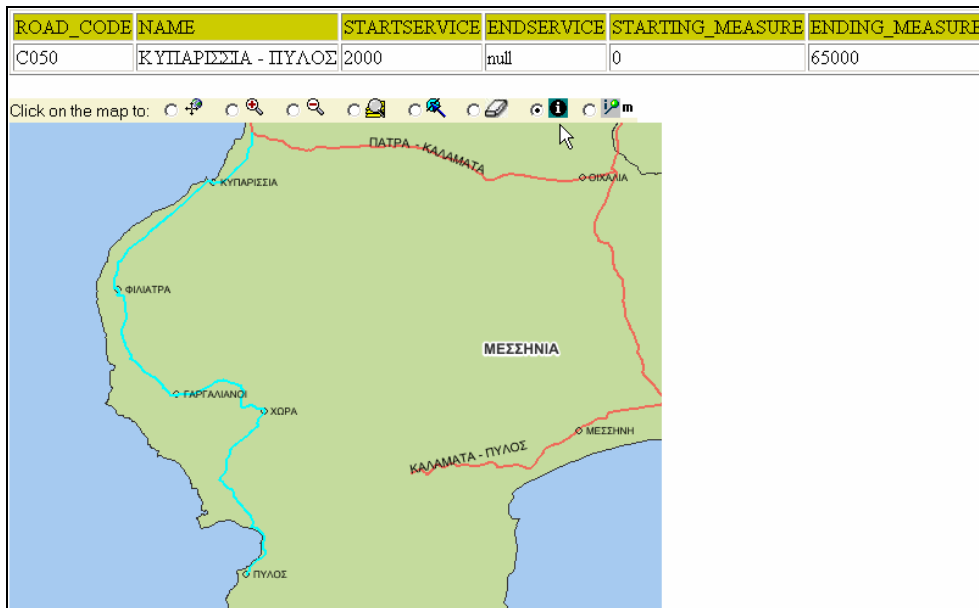 ROAD_CODE NAME STARTSERVICE ENDSERVICE STARTING_MEASURE ENDING_MEASURE
C050 ΚΥΠΑΡΙΣΣΙΑ - ΠΥΛΟΣ 2000 null 0 65000
Click on the map to: m
ΠΑΤΡΑ - ΚΑΛΑΜΑΤΑ
ΚΥΠΑΡΙΣΣΙΑ
ΟΙΧΑΛΙΑ
ΦΙΛΙΑΤΡΑ
ΜΕΣΣΗΝΙΑ
ΓΑΡΓΑΛΙΑΝΟΙ
ΧΩΡΑ
ΜΕΣΣΗΝΗ
ΚΑΛΑΜΑΤΑ - ΠΥΛΟΣ
ΠΥΛΟΣ